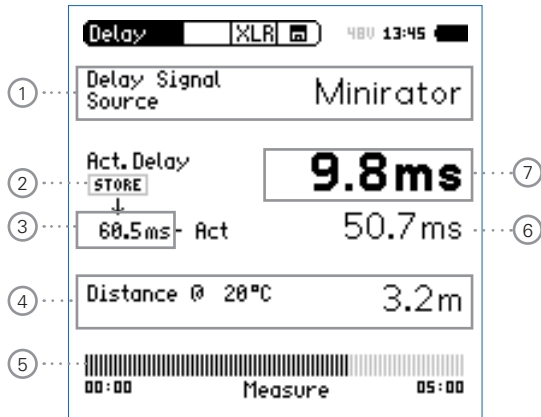 Delay XLR 48V 13:45
1 Delay Signal Source Minirator
Act. Delay 9.8ms 7
2 STORE
3 60.5ms - Act 50.7ms 6
4 Distance @ 20°C 3.2m
5
00:00 Measure 05:00